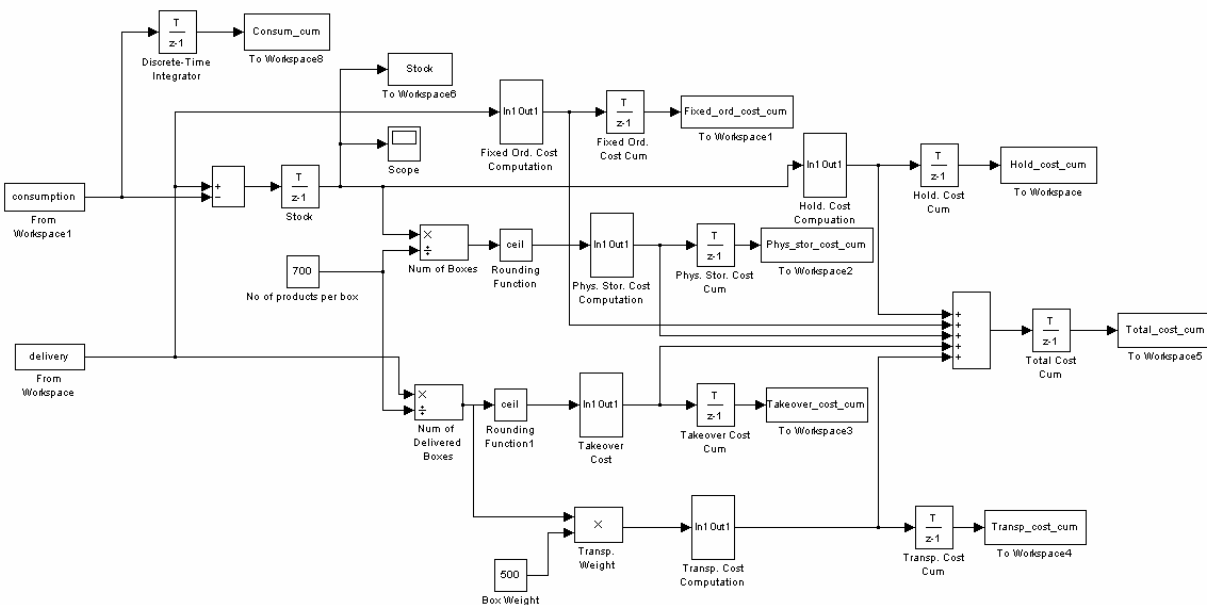 T
z-1
Discrete-Time
Integrator
Consum_cum
To Workspace8
Stock
To Workspace6
In1 Out1
Fixed Ord. Cost
Computation
T
z-1
Fixed Ord.
Cost Cum
Fixed_ord_cost_cum
To Workspace1
Scope
consumption
From
Workspace1
+
−
T
z-1
Stock
In1 Out1
Hold. Cost
Compuation
T
z-1
Hold. Cost
Cum
Hold_cost_cum
To Workspace
×
÷
Num of Boxes
ceil
Rounding
Function
In1 Out1
Phys. Stor. Cost
Computation
T
z-1
Phys. Stor. Cost
Cum
Phys_stor_cost_cum
To Workspace2
700
No of products per box
+
+
+
+
+
T
z-1
Total Cost
Cum
Total_cost_cum
To Workspace5
delivery
From
Workspace
×
÷
Num of
Delivered
Boxes
ceil
Rounding
Function1
In1 Out1
Takeover
Cost
T
z-1
Takeover Cost
Cum
Takeover_cost_cum
To Workspace3
×
Transp.
Weight
500
Box Weight
In1 Out1
Transp. Cost
Computation
T
z-1
Transp. Cost
Cum
Transp_cost_cum
To Workspace4